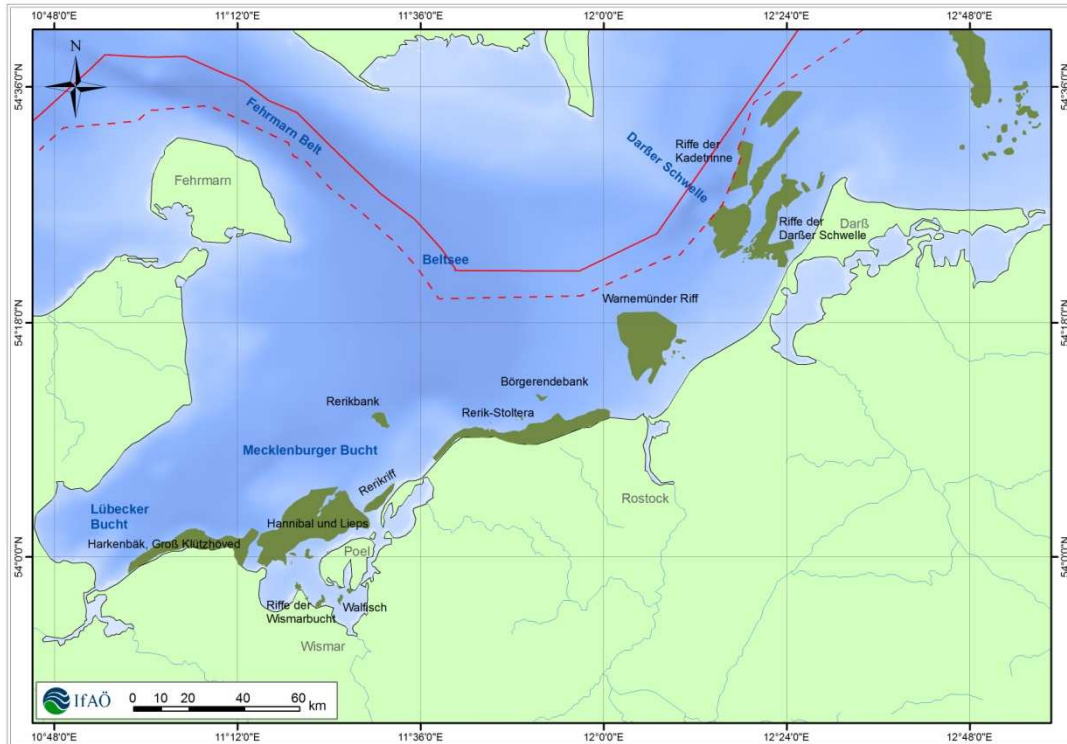 10°48'0"E
11°12'0"E
11°36'0"E
12°0'0"E
12°24'0"E
12°48'0"E
N
54°36'0"N
54°36'0"N
Fehrmarn Belt
Darßer Schwelle
Riffe der
Kadetrinne
Fehrmarn
Riffe der
Darßer Schwelle
Darß
Beltsee
Warnemünder Riff
54°18'0"N
54°18'0"N
Börgerendebank
Rerikbank
Rerik-Stoltera
Mecklenburger Bucht
Rerikriff
Rostock
Lübecker
Bucht
Hannibal und Lieps
Harkenbäk, Groß Klützhöved
Poel
54°0'0"N
54°0'0"N
Riffe der
Wismarbucht
Walfisch
Wismar
IfAÖ
0 10 20 40 60
km
10°48'0"E
11°12'0"E
11°36'0"E
12°0'0"E
12°24'0"E
12°48'0"E